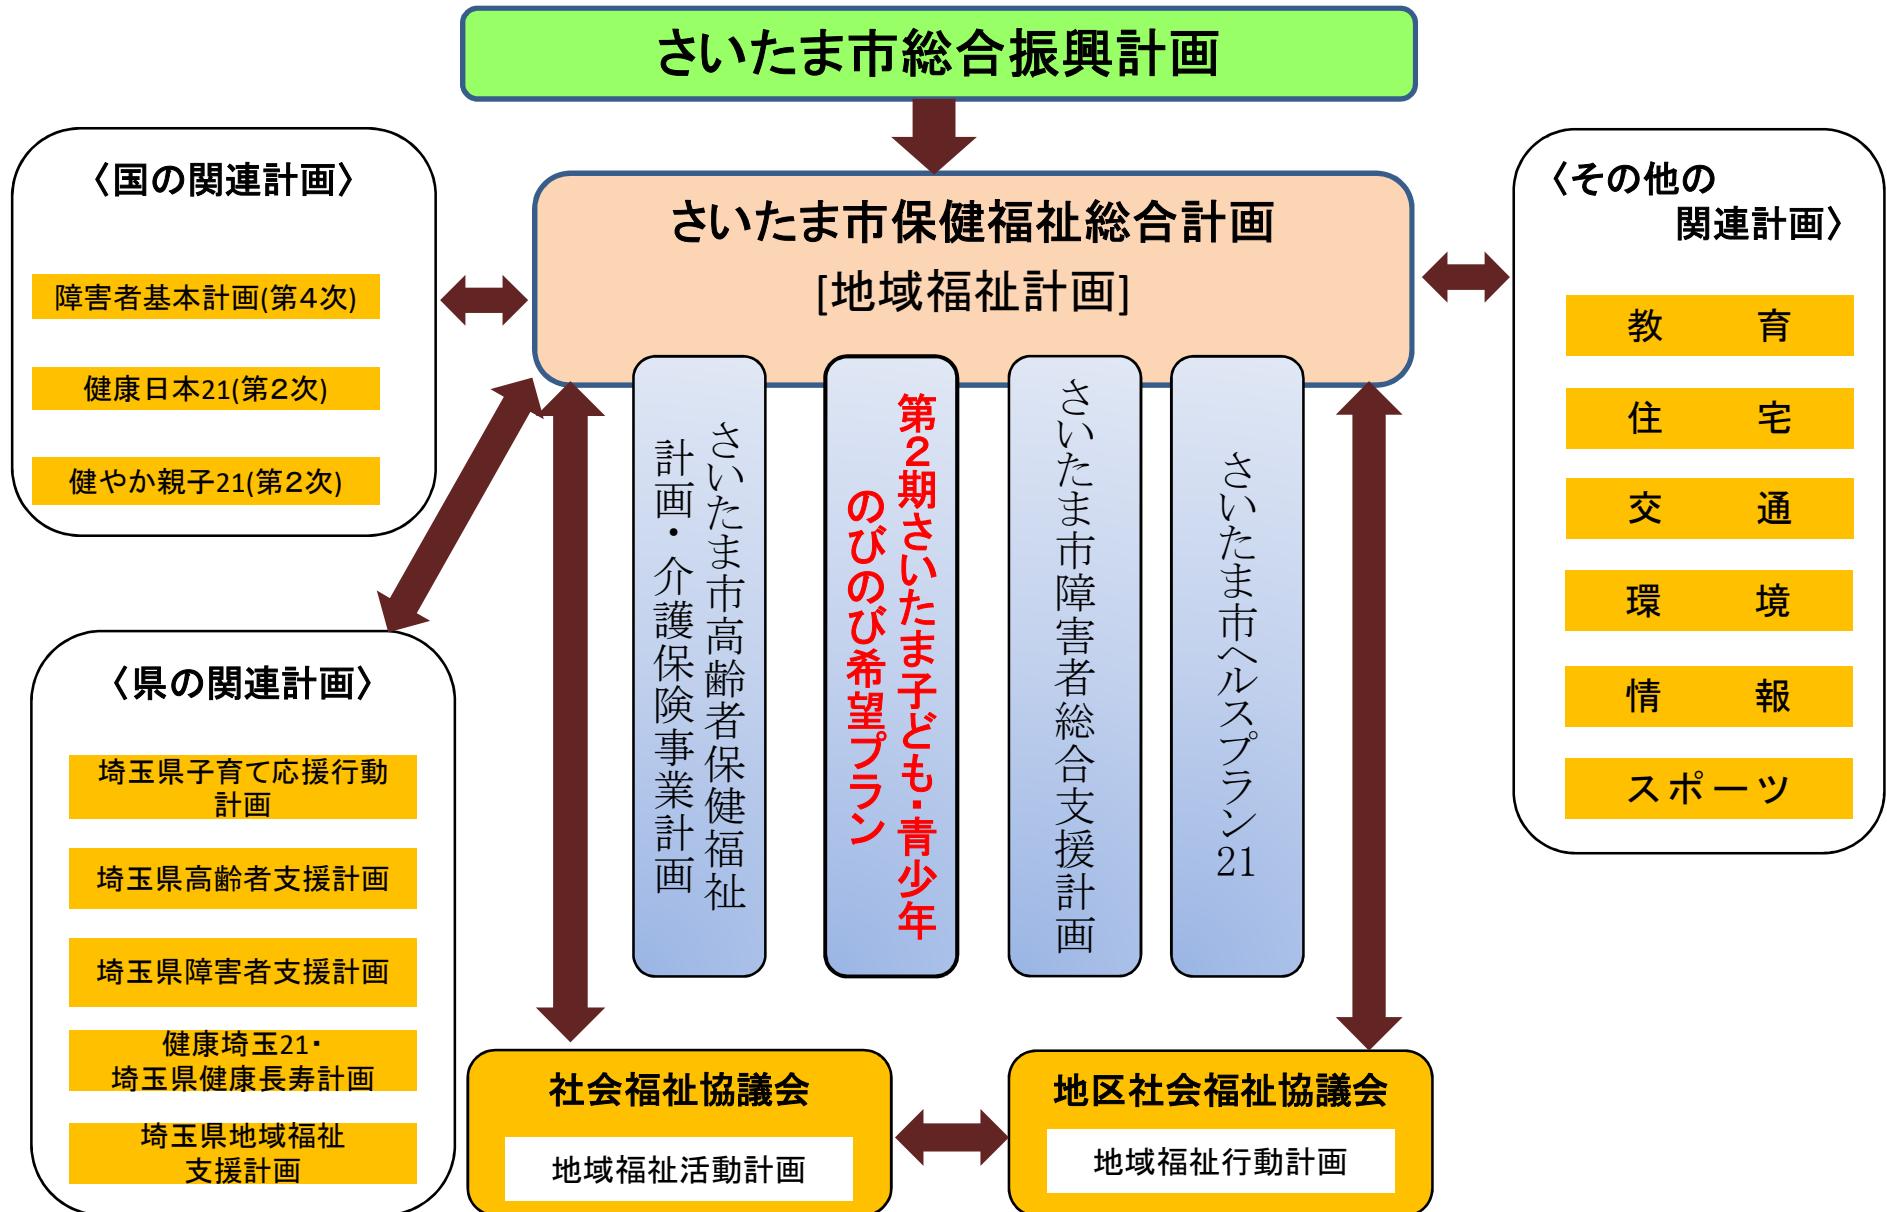 さいたま市総合振興計画
〈国の関連計画〉
障害者基本計画(第4次)
健康日本21(第2次)
健やか親子21(第2次)
さいたま市保健福祉総合計画
[地域福祉計画]
〈その他の
関連計画〉
教 育
住 宅
交 通
環 境
情 報
スポーツ
さいたま市高齢者保健福祉
計画・介護保険事業計画
第2期さいたま子ども・青少年
のびのび希望プラン
さいたま市障害者総合支援計画
さいたま市ヘルスプラン21
〈県の関連計画〉
埼玉県子育て応援行動
計画
埼玉県高齢者支援計画
埼玉県障害者支援計画
健康埼玉21・
埼玉県健康長寿計画
埼玉県地域福祉
支援計画
社会福祉協議会
地域福祉活動計画
地区社会福祉協議会
地域福祉行動計画